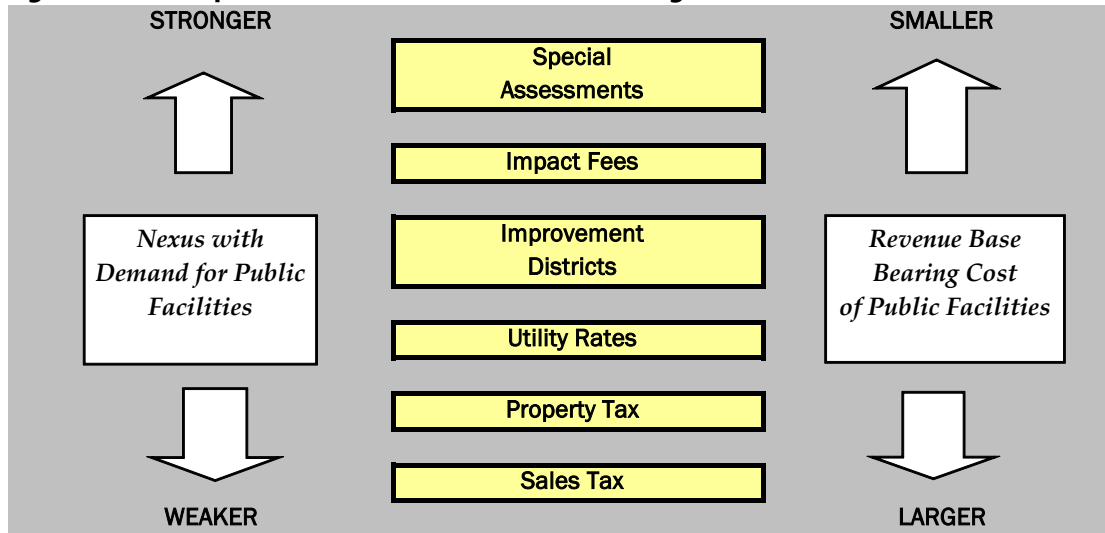 STRONGER
SMALLER
Special
Assessments
Impact Fees
Nexus with
Demand for Public
Facilities
Improvement
Districts
Revenue Base
Bearing Cost
of Public Facilities
Utility Rates
Property Tax
Sales Tax
WEAKER
LARGER